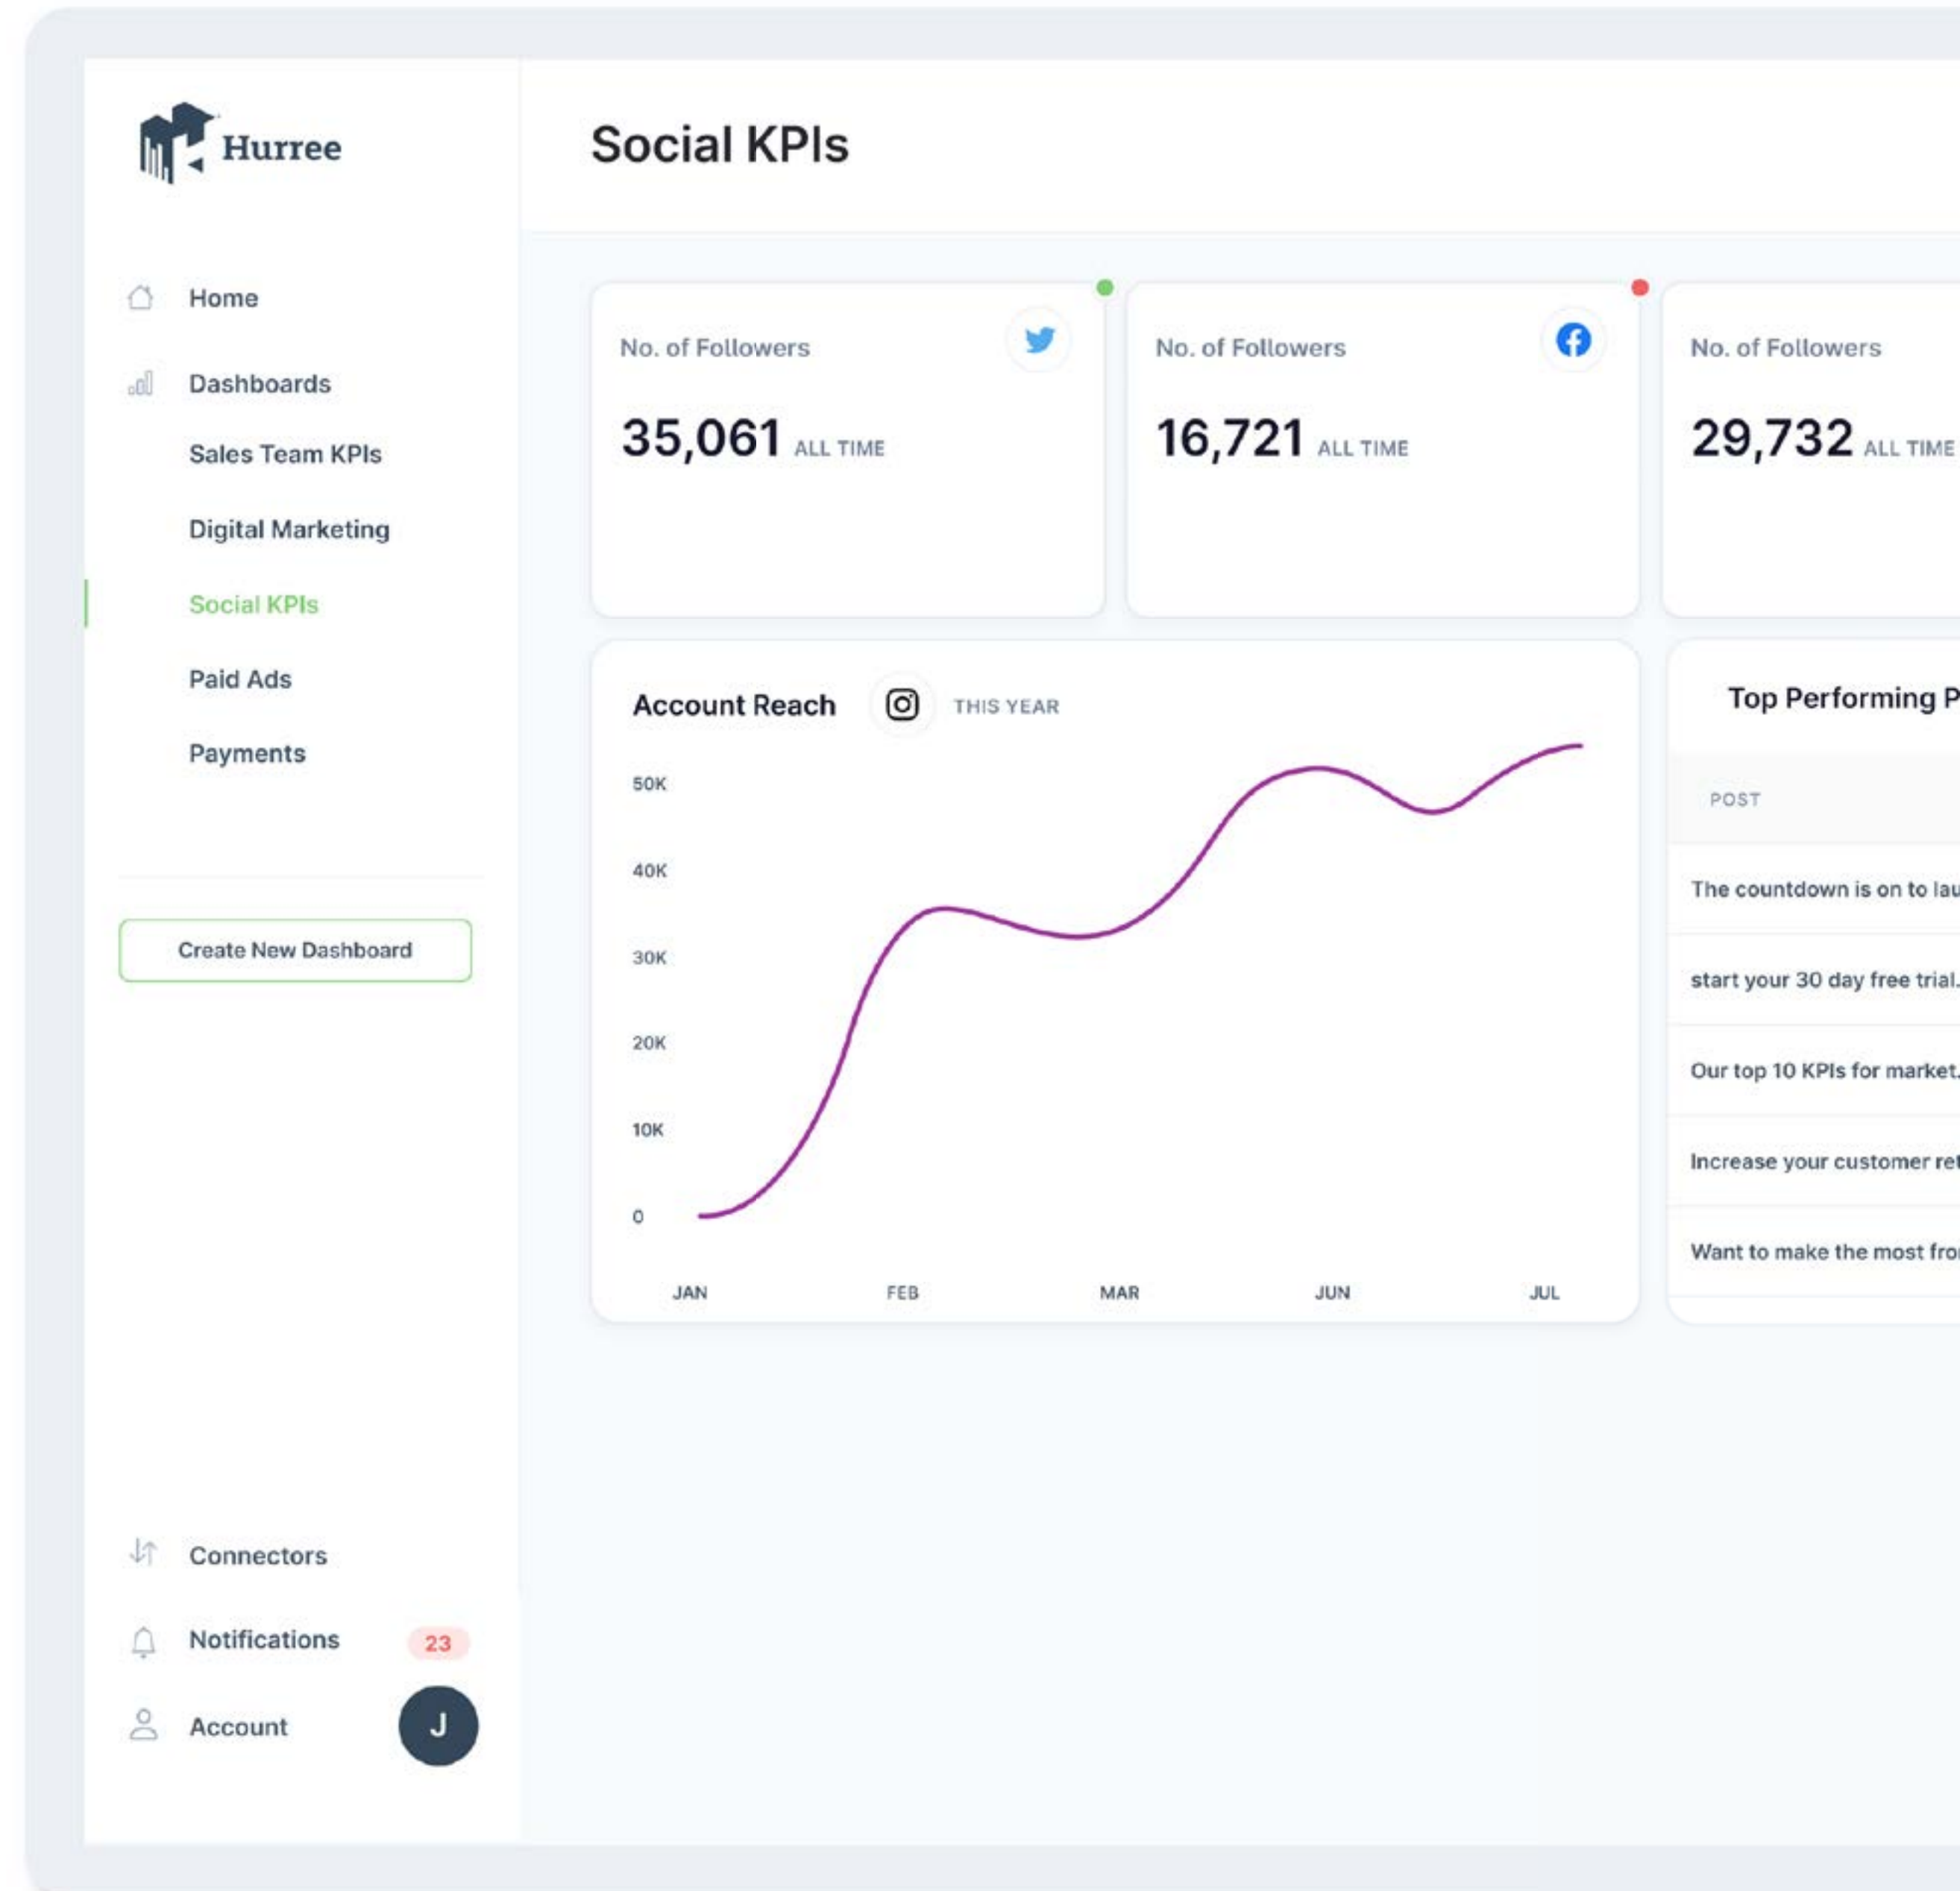 Hurree
Home
Dashboards
Sales Team KPIs
Digital Marketing
Social KPIs
Paid Ads
Payments
Create New Dashboard
Connectors
Notifications 23
Account J
Social KPIs
No. of Followers
35,061 ALL TIME
No. of Followers
16,721 ALL TIME
No. of Followers
29,732 ALL TIME
Account Reach THIS YEAR
50K
40K
30K
20K
10K
0
JAN FEB MAR JUN JUL
Top Performing P
POST
The countdown is on to lau
start your 30 day free trial.
Our top 10 KPIs for market.
Increase your customer ret
Want to make the most fro